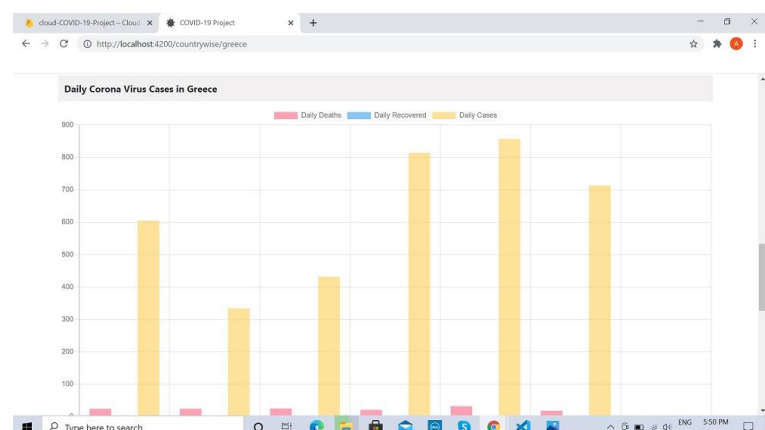 cloud-COVID-19-Project – Cloud
COVID-19 Project
http://localhost:4200/countrywise/greece
A
Daily Corona Virus Cases in Greece
Daily Deaths Daily Recovered Daily Cases
900
800
700
600
500
400
300
200
100
0
Type here to search
ENG 5:50 PM